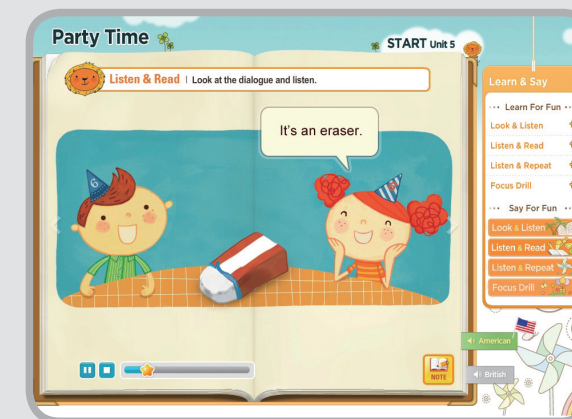 Party Time
START Unit 5
Listen & Read | Look at the dialogue and listen.
It's an eraser.
6
NOTE
Learn & Say
Learn For Fun
Look & Listen
Listen & Read
Listen & Repeat
Focus Drill
Say For Fun
Look & Listen
Listen & Read
Listen & Repeat
Focus Drill
American
British